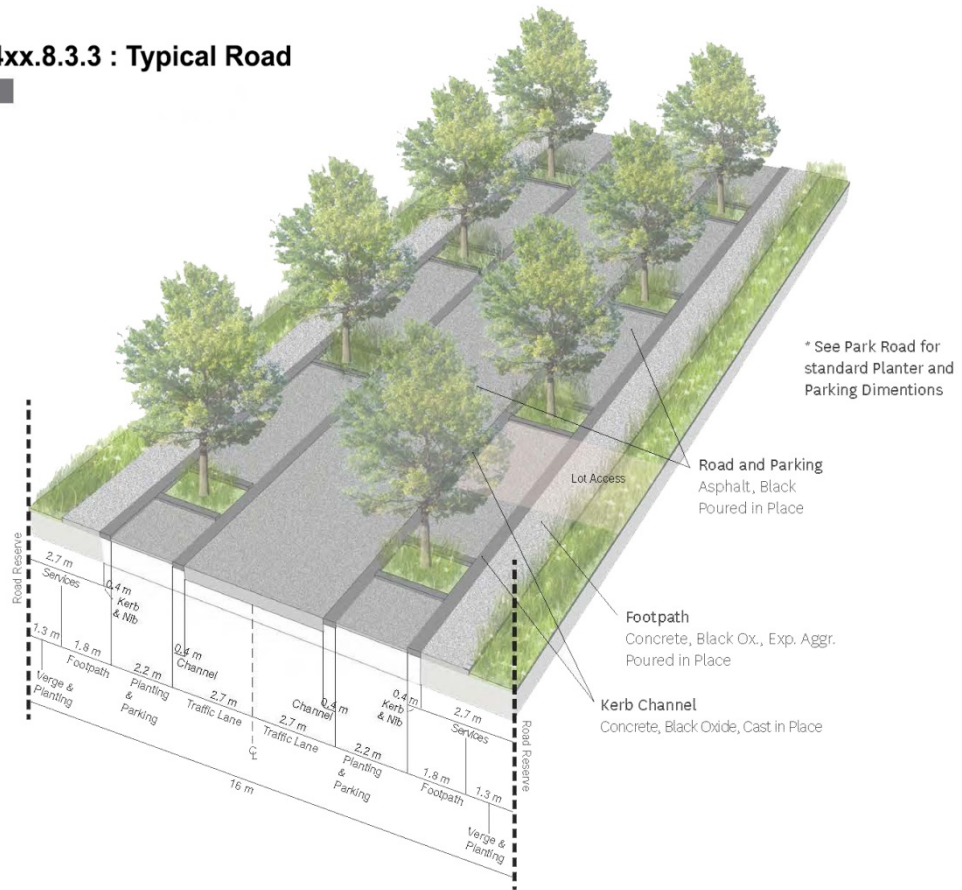 4xx.8.3.3 : Typical Road
* See Park Road for
standard Planter and
Parking Dimentions
Lot Access
Road and Parking
Asphalt, Black
Poured in Place
Footpath
Concrete, Black Ox., Exp. Aggr.
Poured in Place
Kerb Channel
Concrete, Black Oxide, Cast in Place
Road Reserve
2.7 m
Services
0.4 m
Kerb
& Nib
0.4 m
Channel
1.3 m
Verge &
Planting
1.8 m
Footpath
2.2 m
Planting
&
Parking
2.7 m
Traffic Lane
2.7 m
Traffic Lane
Channel
0.4 m
2.2 m
Planting
&
Parking
0.4 m
Kerb
& Nib
2.7 m
Services
1.8 m
Footpath
1.3 m
Verge &
Planting
Road Reserve
16 m